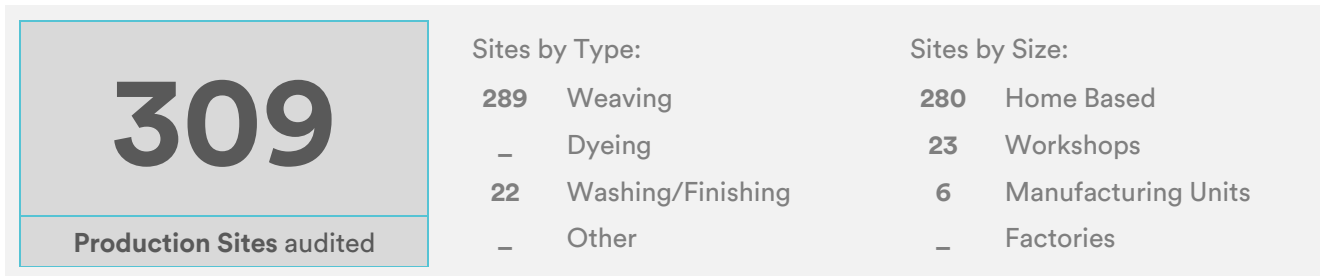 309
Production Sites audited
Sites by Type:
289 Weaving
_ Dyeing
22 Washing/Finishing
_ Other
Sites by Size:
280 Home Based
23 Workshops
6 Manufacturing Units
_ Factories